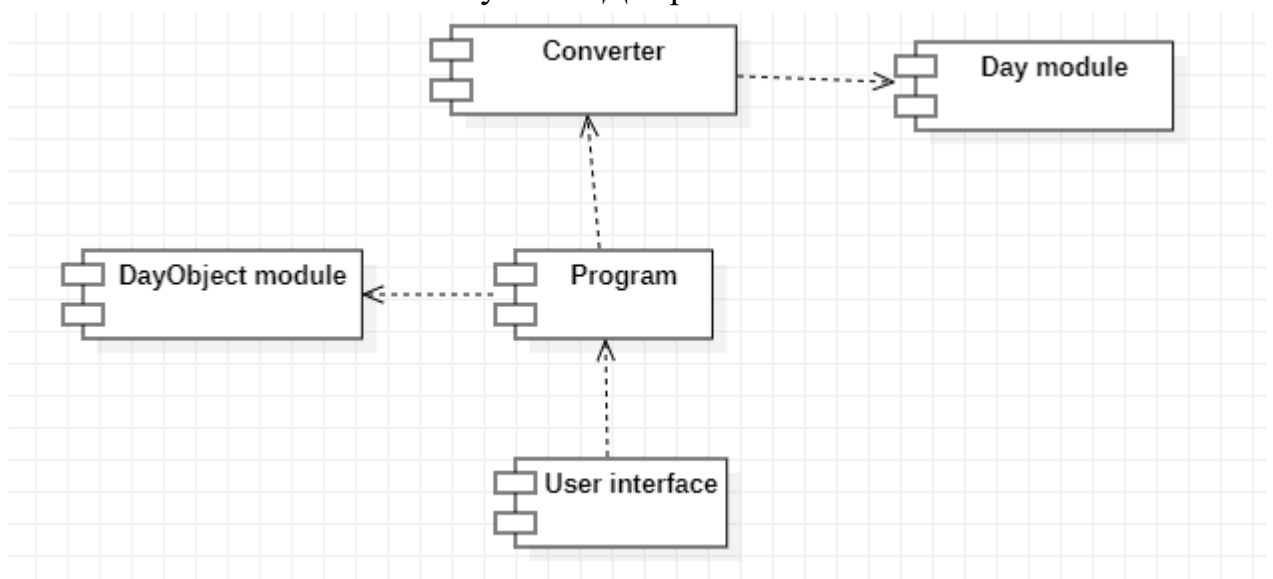 Converter
Day module
DayObject module
Program
User interface